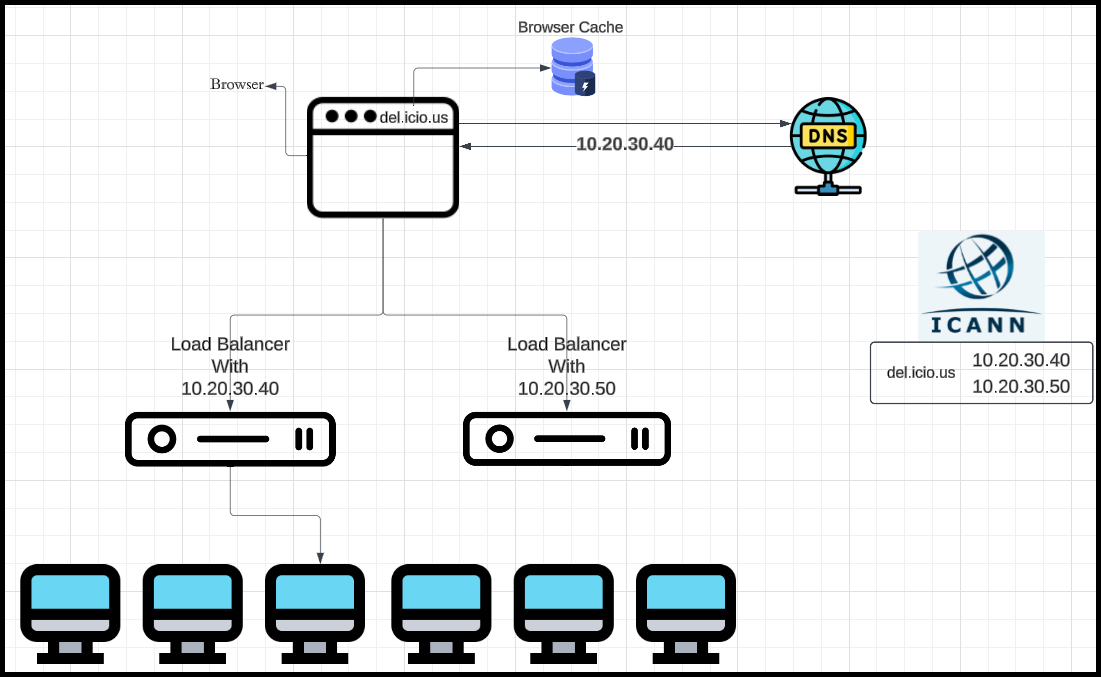 Browser Cache
Browser
del.icio.us
10.20.30.40
DNS
ICANN
del.icio.us
10.20.30.40
10.20.30.50
Load Balancer
With
10.20.30.40
Load Balancer
With
10.20.30.50